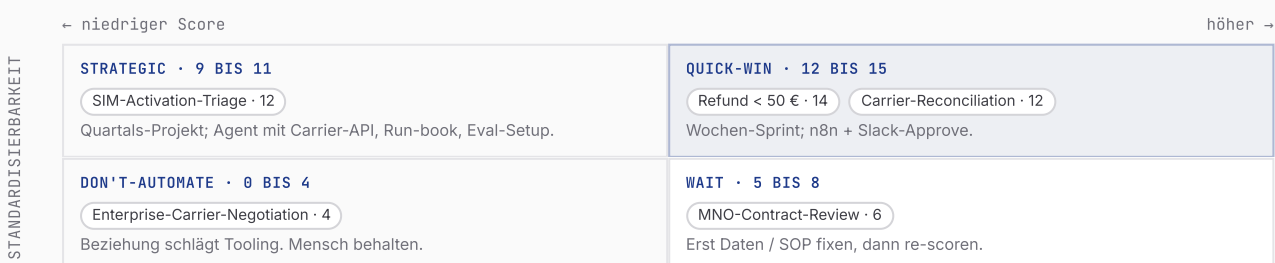 ← niedriger Score
höher →
STANDARDISIERBARKEIT
STRATEGIC · 9 BIS 11
SIM-Activation-Triage · 12
Quartals-Projekt; Agent mit Carrier-API, Run-book, Eval-Setup.
QUICK-WIN · 12 BIS 15
Refund < 50 € · 14
Carrier-Reconciliation · 12
Wochen-Sprint; n8n + Slack-Approve.
DON'T-AUTOMATE · 0 BIS 4
Enterprise-Carrier-Negotiation · 4
Beziehung schlägt Tooling. Mensch behalten.
WAIT · 5 BIS 8
MNO-Contract-Review · 6
Erst Daten / SOP fixen, dann re-scoren.